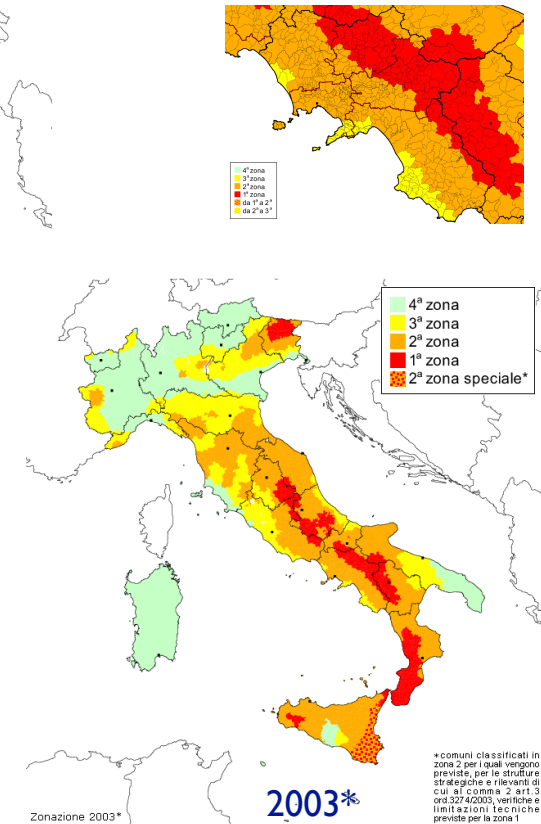 4ª zona
3ª zona
2ª zona
1ª zona
da 1ª a 2ª
da 2ª a 3ª
4ª zona
3ª zona
2ª zona
1ª zona
2ª zona speciale*
*comuni classificati in
zona 2 per i quali vengono
previste, per le strutture
strategiche e rilevanti di
cui al comma 2 art.3
ord.3274/2003, verifiche e
limitazioni tecniche
previste per la zona 1
2003*
Zonazione 2003*